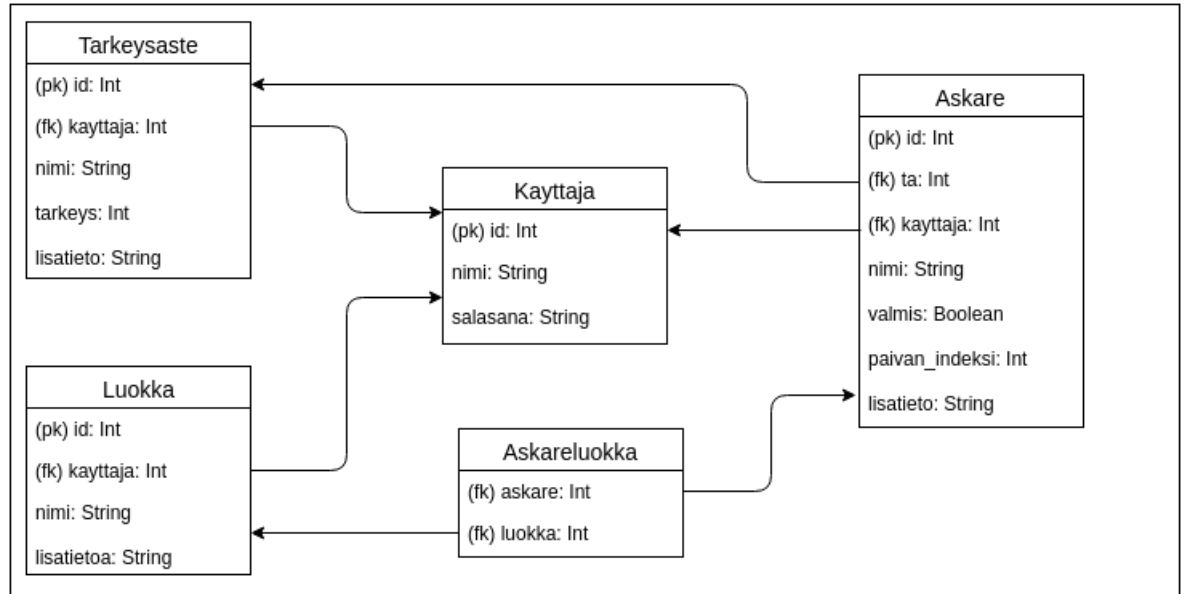 Tarkeysaste
(pk) id: Int
(fk) kayttaja: Int
nimi: String
tarkeys: Int
lisatieto: String
Kayttaja
(pk) id: Int
nimi: String
salasana: String
Askare
(pk) id: Int
(fk) ta: Int
(fk) kayttaja: Int
nimi: String
valmis: Boolean
paivan_indeksi: Int
lisatieto: String
Luokka
(pk) id: Int
(fk) kayttaja: Int
nimi: String
lisatietoa: String
Askareluokka
(fk) askare: Int
(fk) luokka: Int